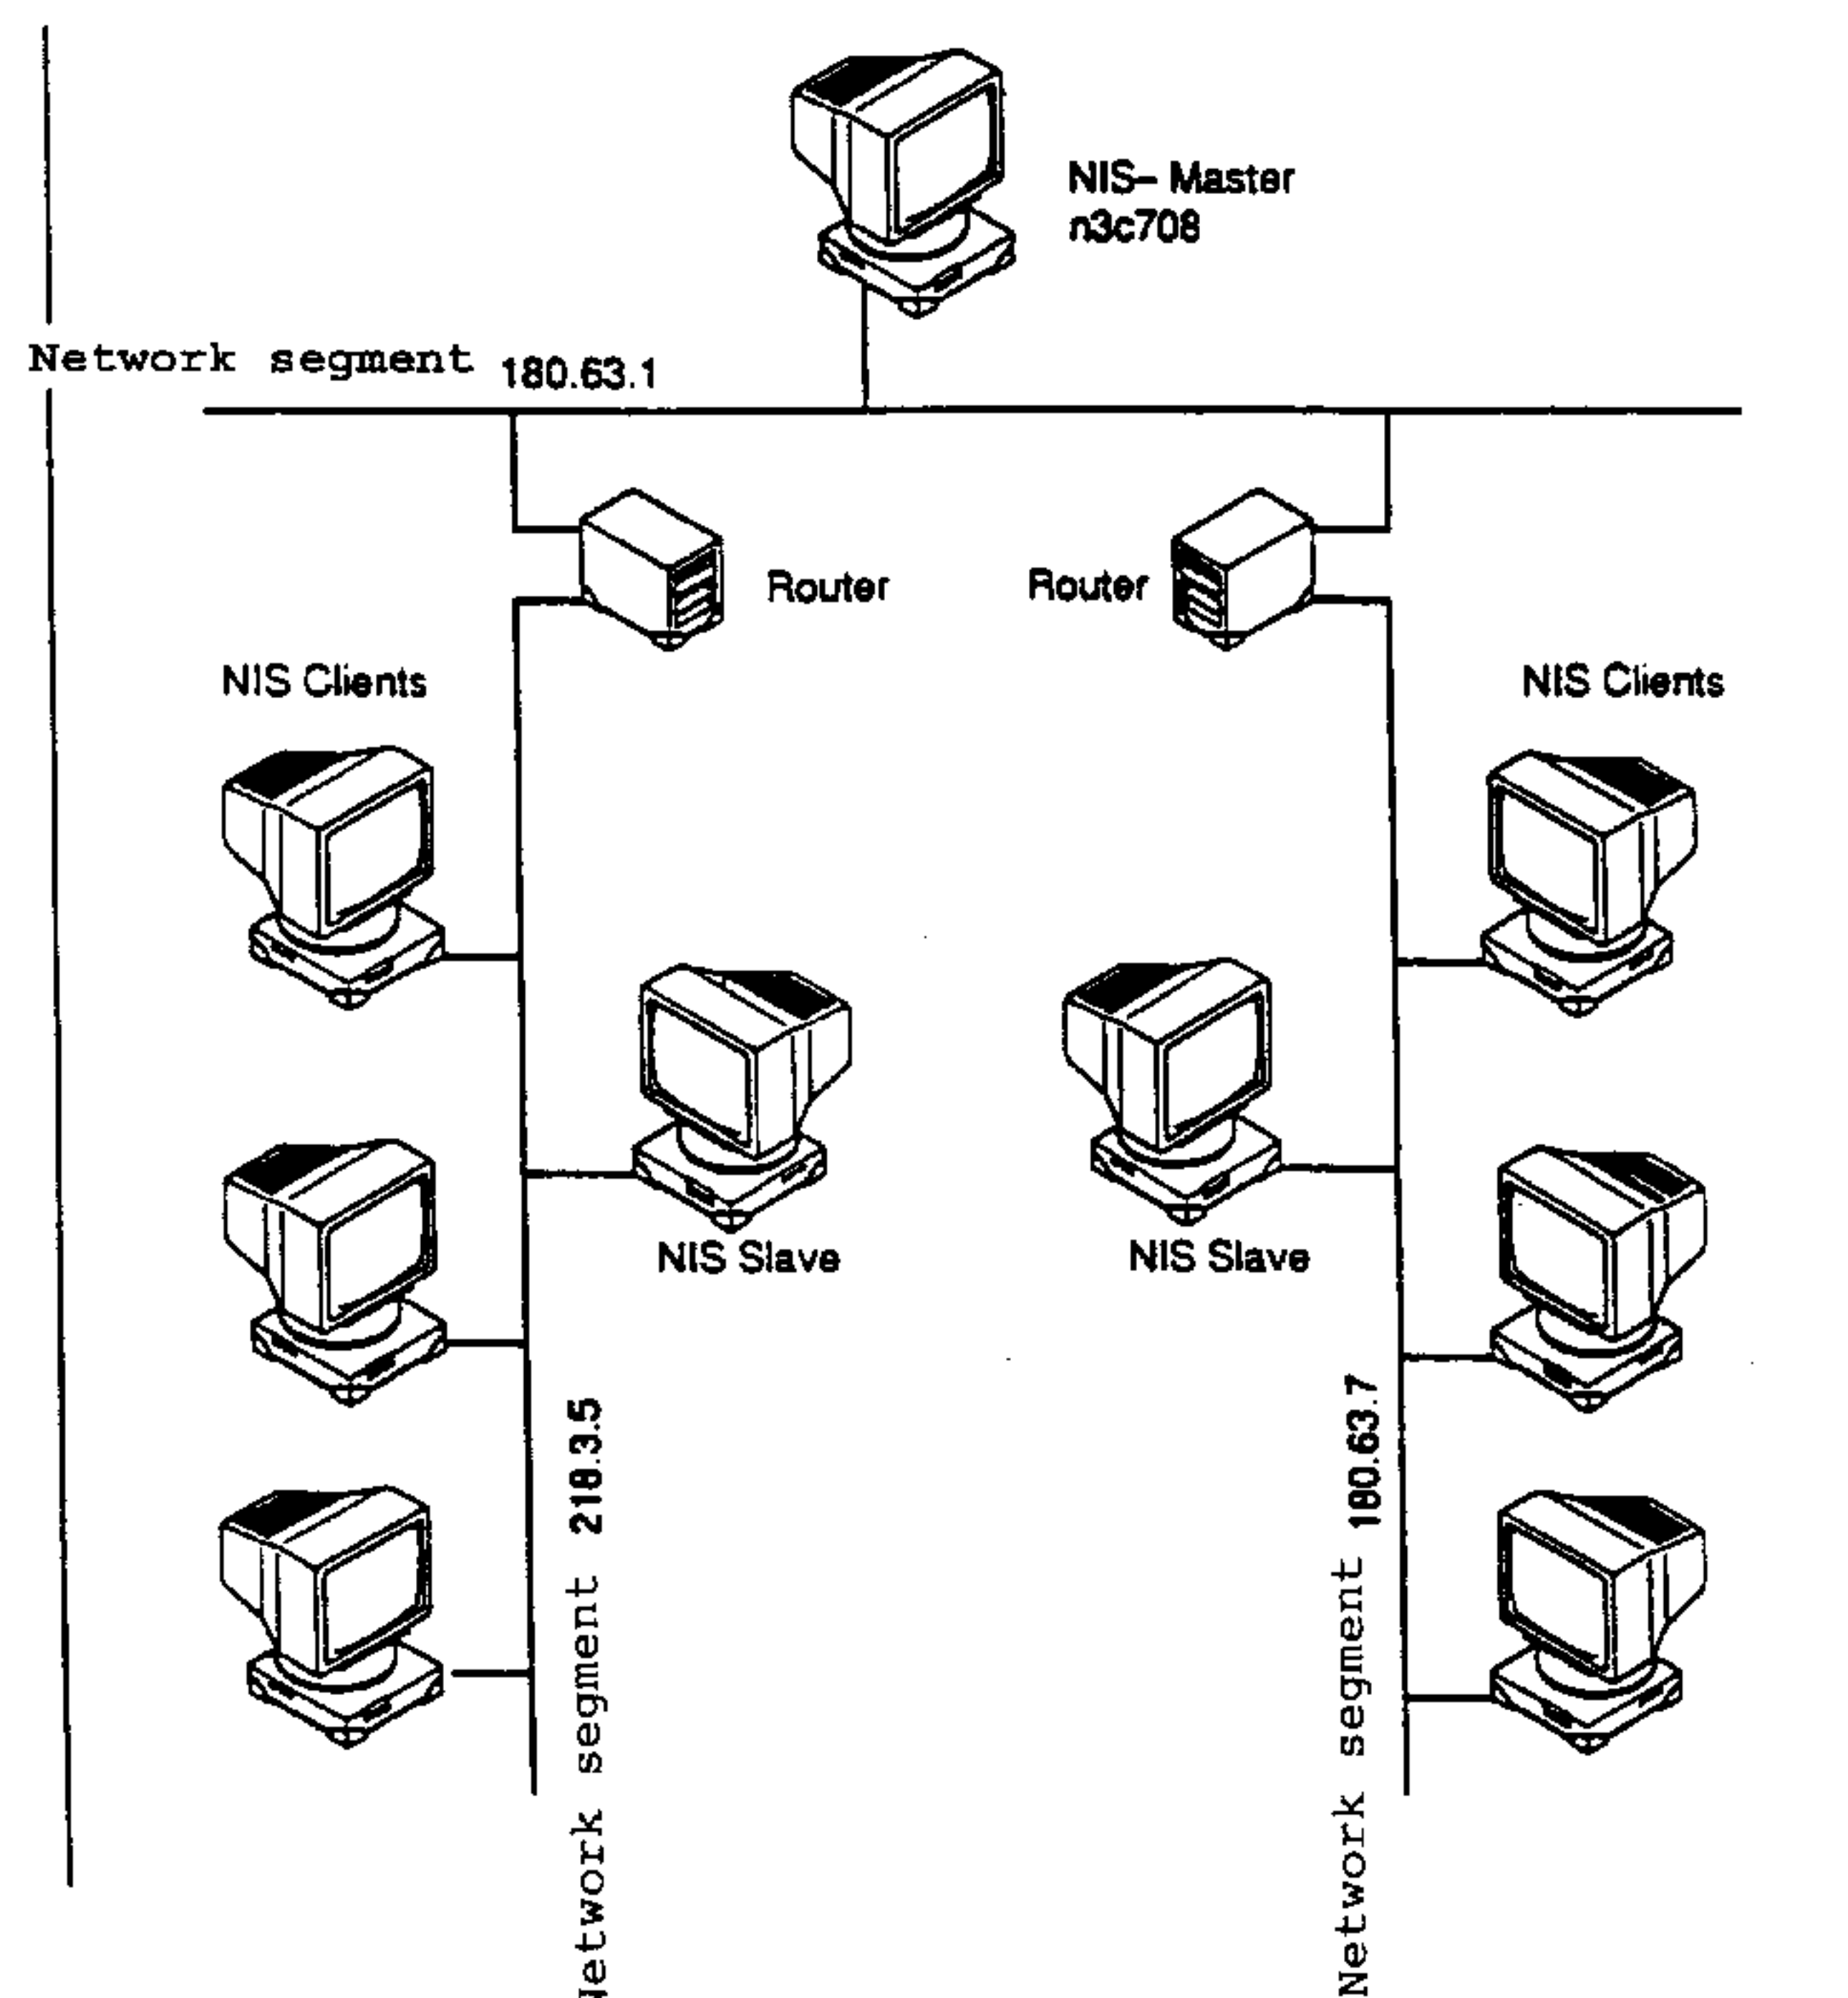 NIS– Master
n3c708
Network segment 180.63.1
Router
Router
NIS Clients
NIS Clients
NIS Slave
NIS Slave
Network segment 218.3.5
Network segment 180.63.7